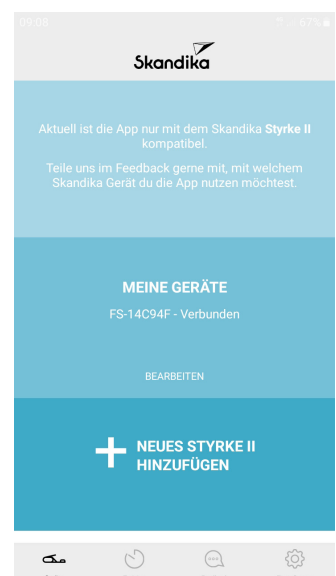 09:08
67%
Skandika
Aktuell ist die App nur mit dem Skandika Styrke II
kompatibel.
Teile uns im Feedback gerne mit, mit welchem
Skandika Gerät du die App nutzen möchtest.
MEINE GERÄTE
FS-14C94F - Verbunden
BEARBEITEN
NEUES STYRKE II
HINZUFÜGEN